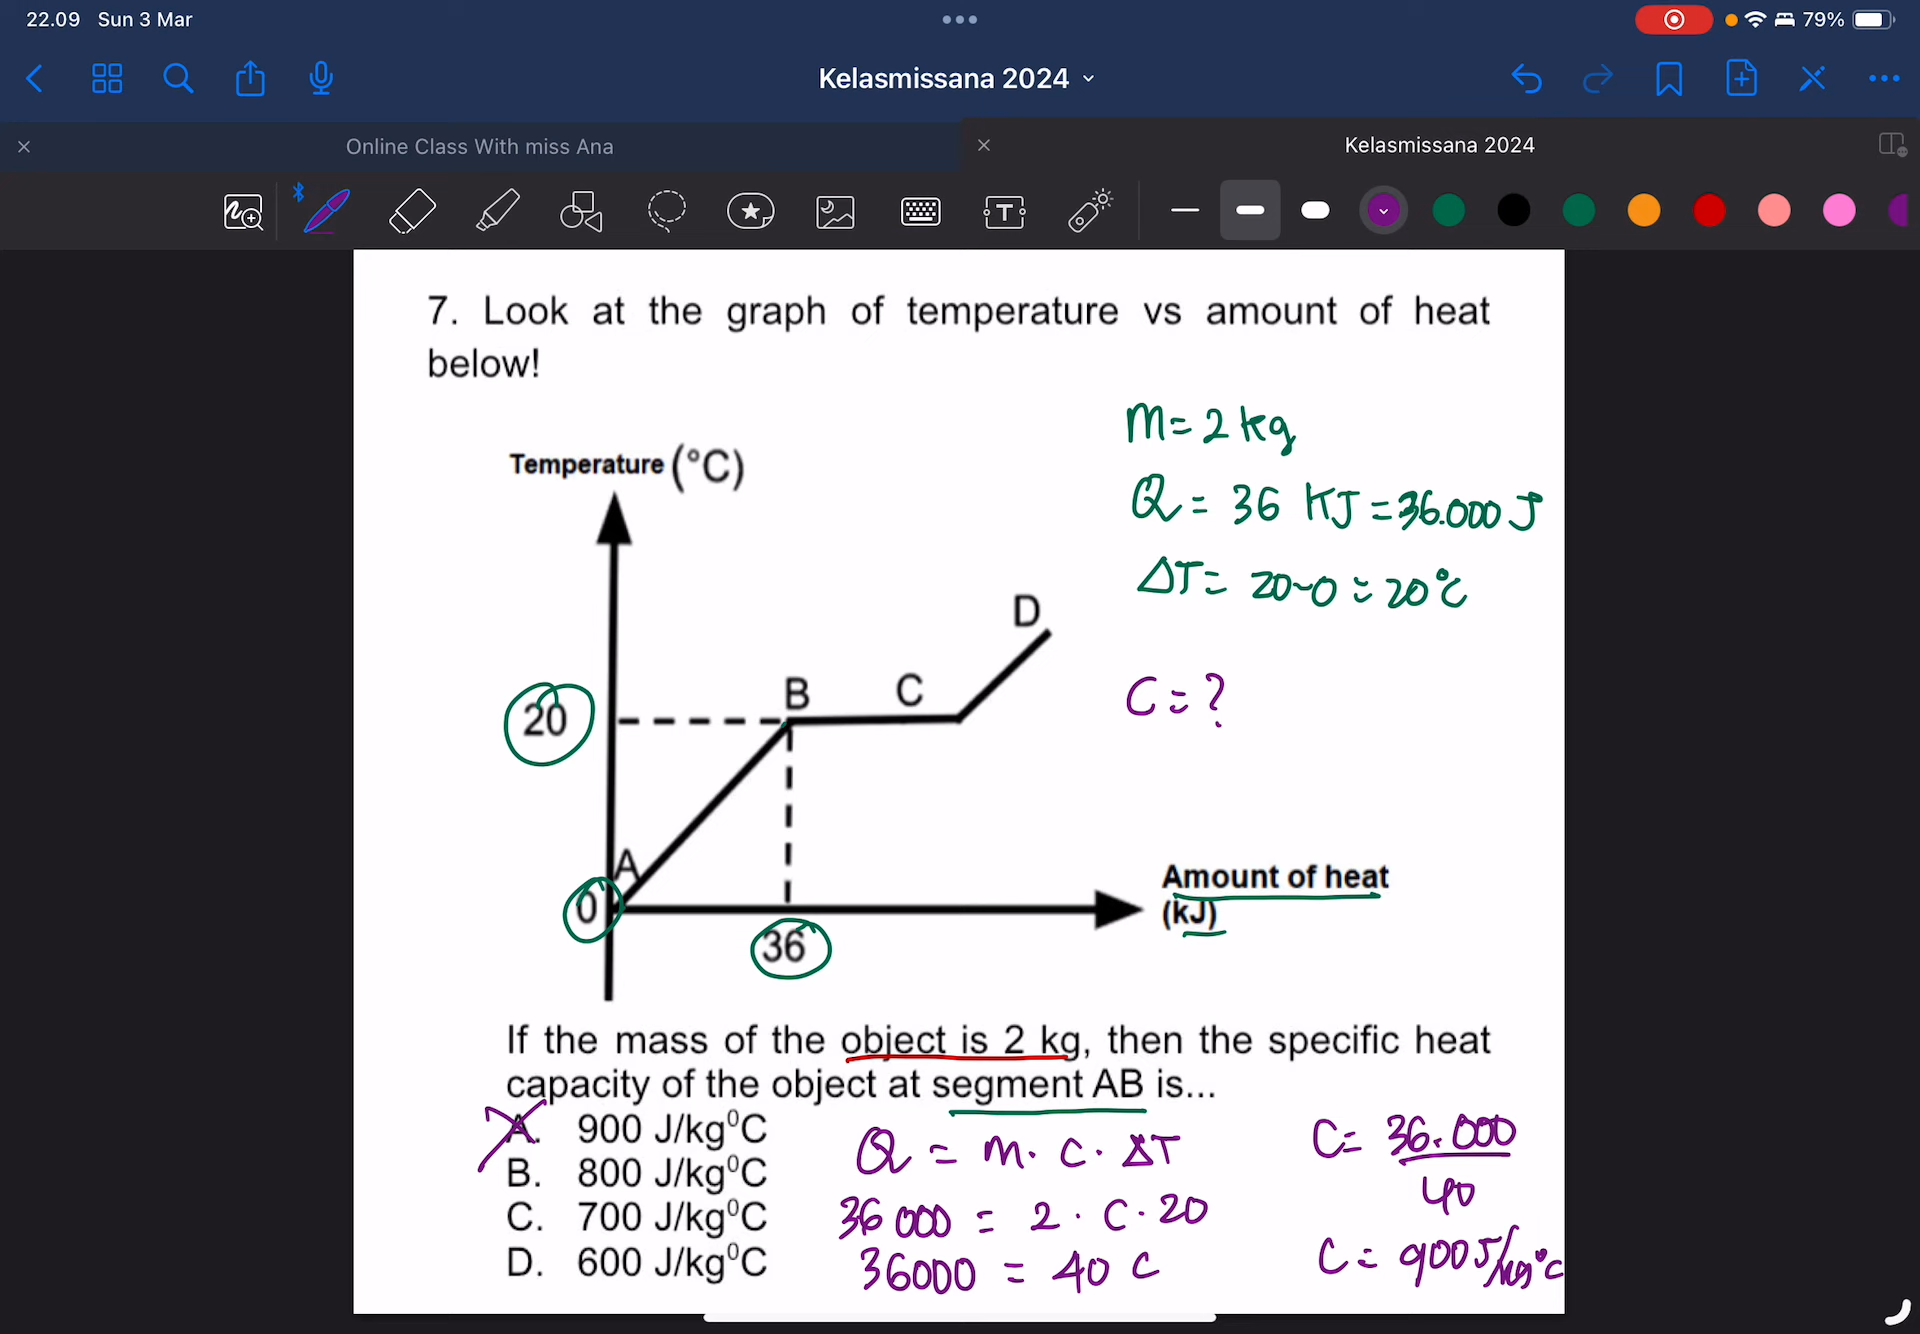 22.09 Sun 3 Mar
79%
Kelasmissana 2024
Online Class With miss Ana
Kelasmissana 2024
7. Look at the graph of temperature vs amount of heat
below!
m = 2 kg
Temperature (°C)
Q = 36 KJ = 36.000 J
ΔT = 20-0 = 20°C
D
B
C
C = ?
20
A
Amount of heat
0
(kJ)
36
If the mass of the object is 2 kg, then the specific heat
capacity of the object at segment AB is...
A. 900 J/kg⁰C
B. 800 J/kg⁰C
C. 700 J/kg⁰C
D. 600 J/kg⁰C
Q = m. C. ΔT
36 000 = 2 . C . 20
36000 = 40 C
C = 36.000
40
C = 900 J/kg°C